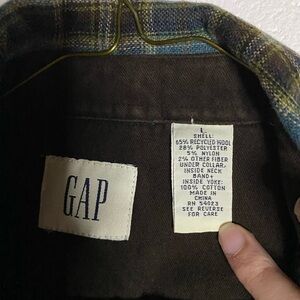 GAP
L
SHELL:
65% RECYCLED WOOL
28% POLYESTER
5% NYLON
2% OTHER FIBER
UNDER COLLAR,
INSIDE NECK
BAND+
INSIDE YOKE:
100% COTTON
MADE IN
CHINA
RN 54023
SEE REVERSE
FOR CARE